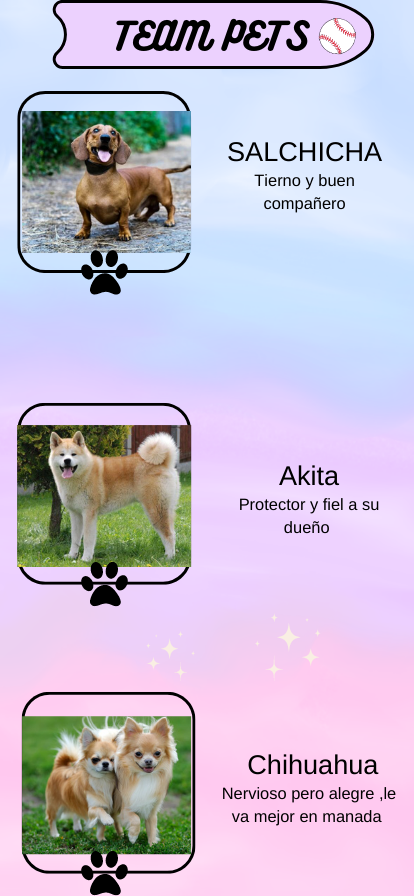 TEAM PETS
SALCHICHA
Tierno y buen
compañero
Akita
Protector y fiel a su
dueño
Chihuahua
Nervioso pero alegre ,le
va mejor en manada